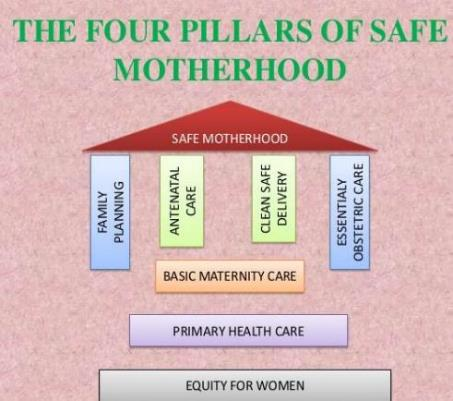 THE FOUR PILLARS OF SAFE
MOTHERHOOD
SAFE MOTHERHOOD
FAMILY
PLANNING
ANTENATAL
CARE
CLEAN SAFE
DELIVERY
ESSENTIALY
OBSTETRIC CARE
BASIC MATERNITY CARE
PRIMARY HEALTH CARE
EQUITY FOR WOMEN